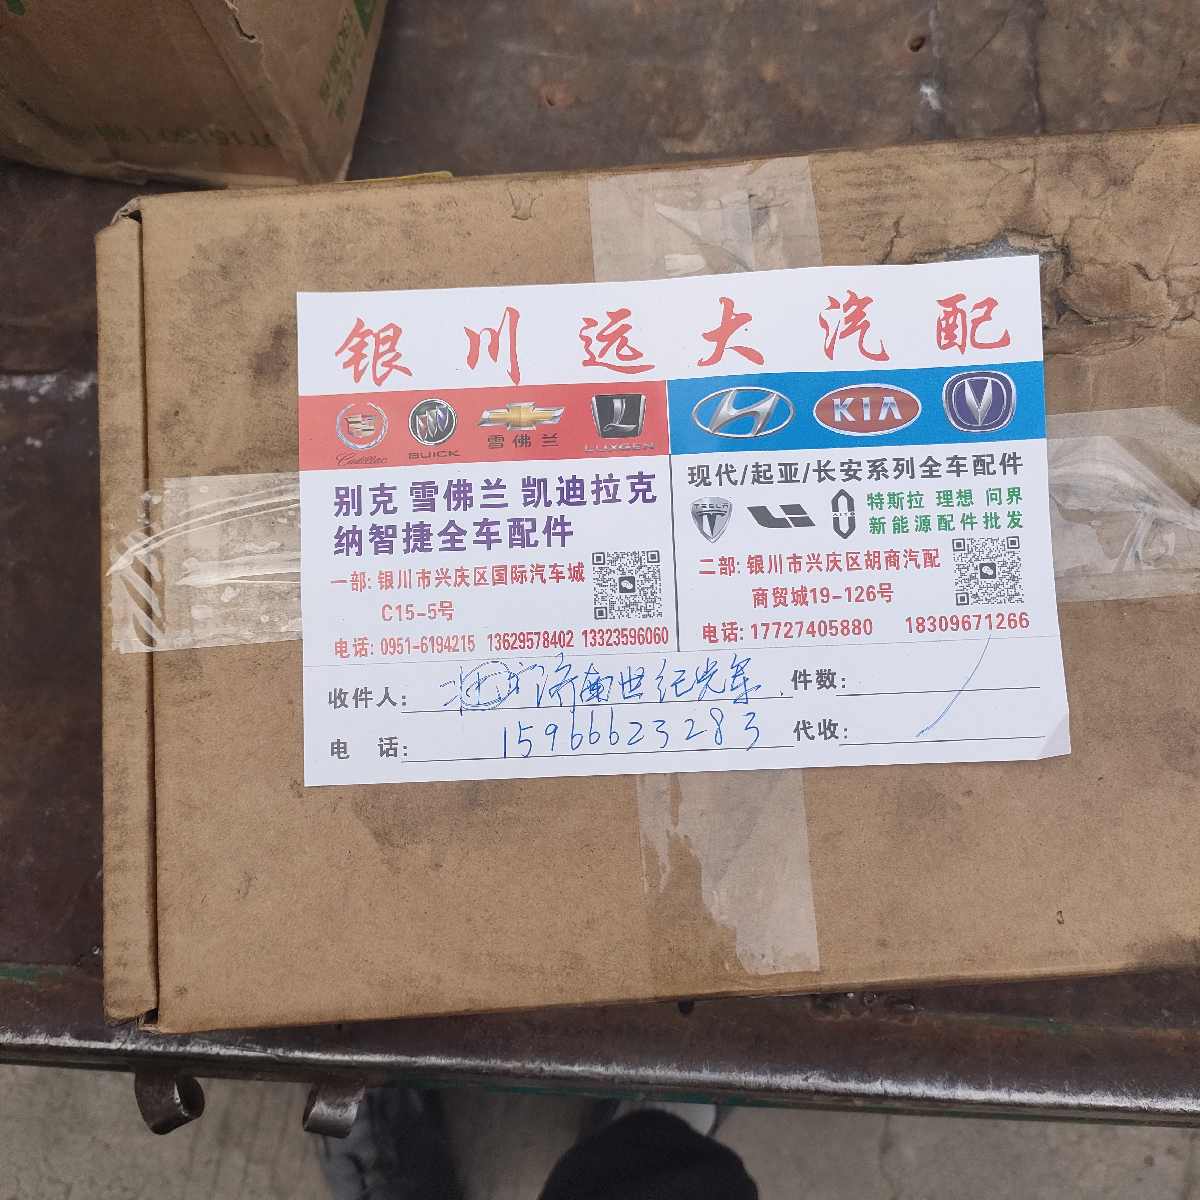 银川远大汽配
Cadillac BUICK 雪佛兰 LUXGEN KIA
别克 雪佛兰 凯迪拉克
纳智捷全车配件
一部: 银川市兴庆区国际汽车城
C15-5号
电话: 0951-6194215 13629578402 13323596060
现代/起亚/长安系列全车配件
TESLA AITO 特斯拉 理想 问界
新能源配件批发
二部: 银川市兴庆区胡商汽配
商贸城19-126号
电话: 17727405880 18309671266
收件人: 济南世纪光军 件数:
电 话: 15966623283 代收: